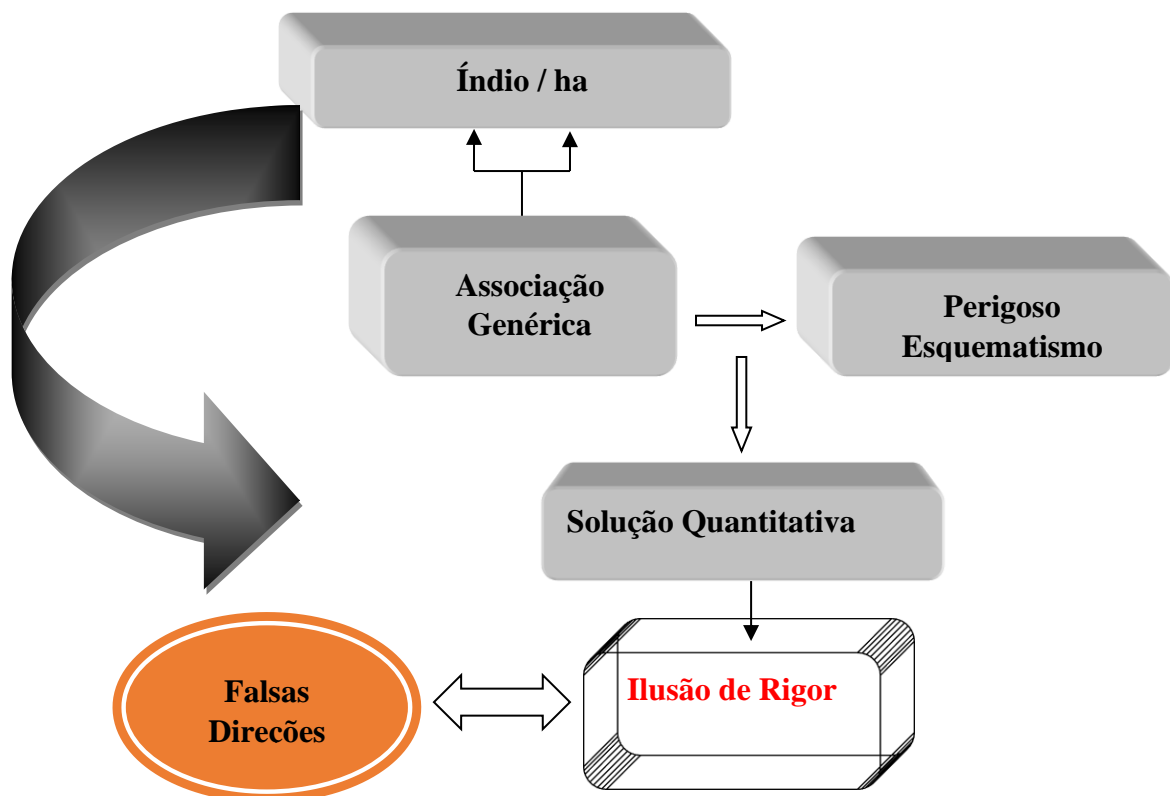 Índio / ha
Associação
Genérica
Perigoso
Esquematismo
Solução Quantitativa
Ilusão de Rigor
Falsas
Direcões